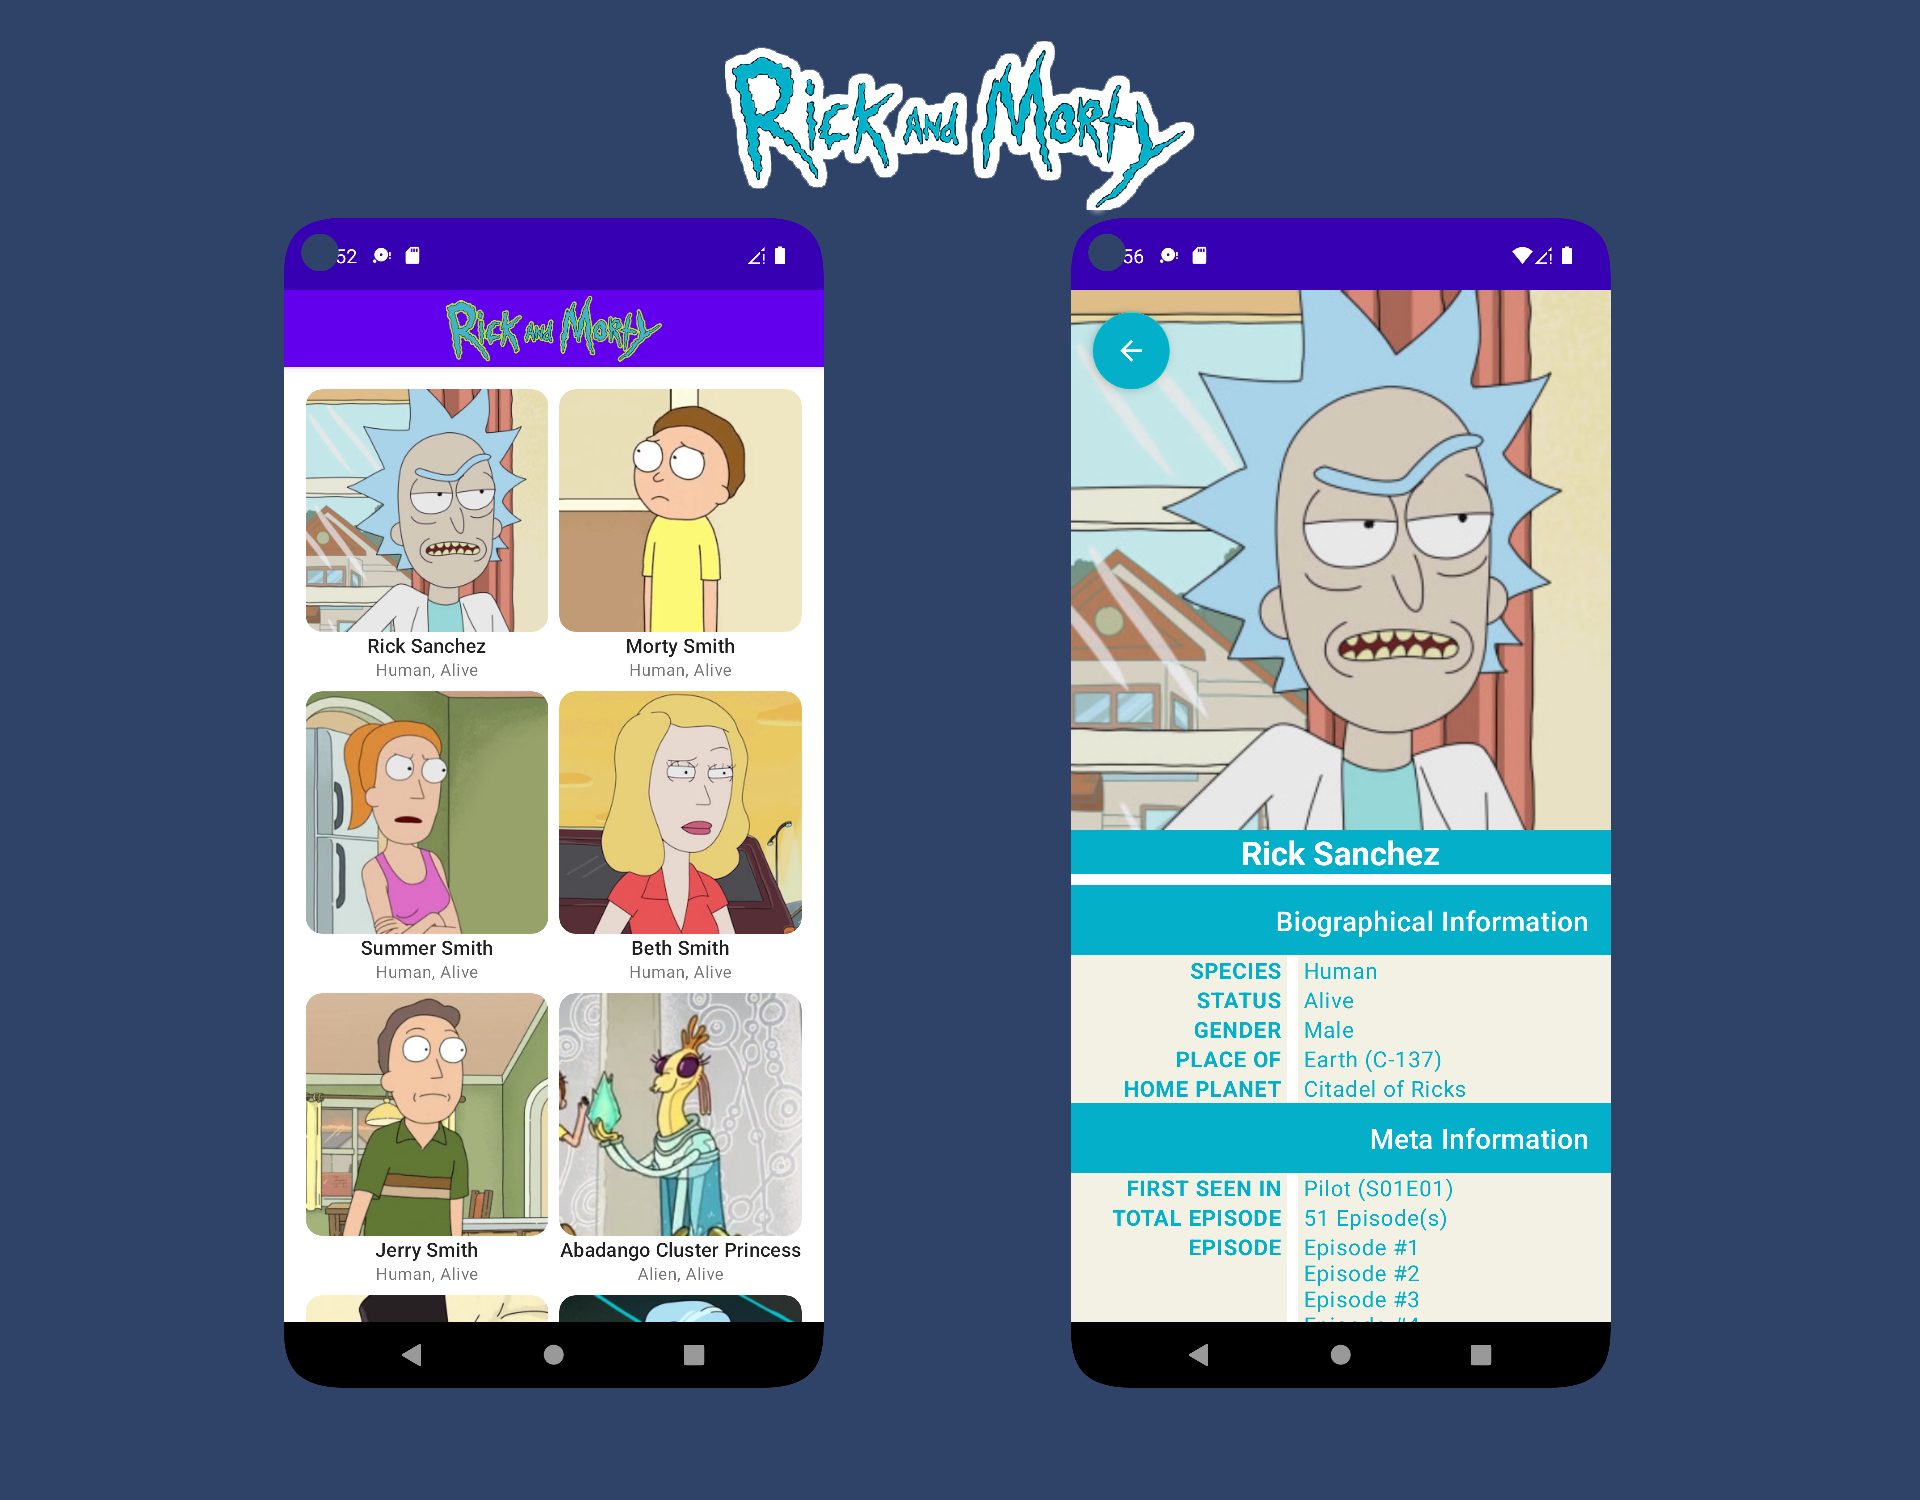 Rick and Morty
52
Rick and Morty
Rick Sanchez
Human, Alive
Morty Smith
Human, Alive
Summer Smith
Human, Alive
Beth Smith
Human, Alive
Jerry Smith
Human, Alive
Abadango Cluster Princess
Alien, Alive
56
Rick Sanchez
Biographical Information
SPECIES Human
STATUS Alive
GENDER Male
PLACE OF Earth (C-137)
HOME PLANET Citadel of Ricks
Meta Information
FIRST SEEN IN Pilot (S01E01)
TOTAL EPISODE 51 Episode(s)
EPISODE Episode #1
Episode #2
Episode #3